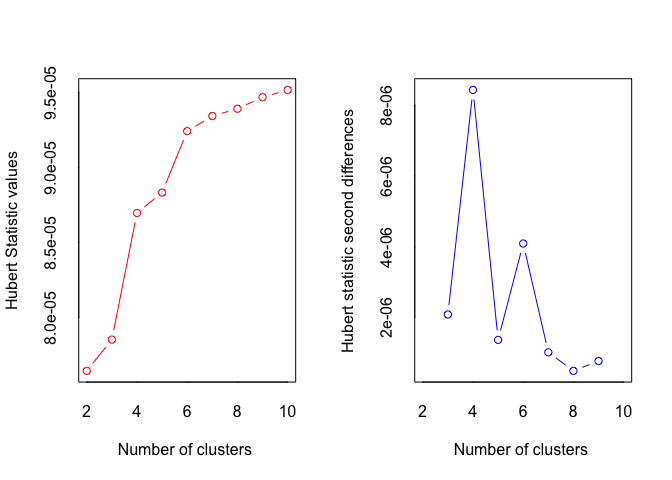 Hubert Statistic values
9.5e-05
9.0e-05
8.5e-05
8.0e-05
2 4 6 8 10
Number of clusters
Hubert statistic second differences
8e-06
6e-06
4e-06
2e-06
2 4 6 8 10
Number of clusters